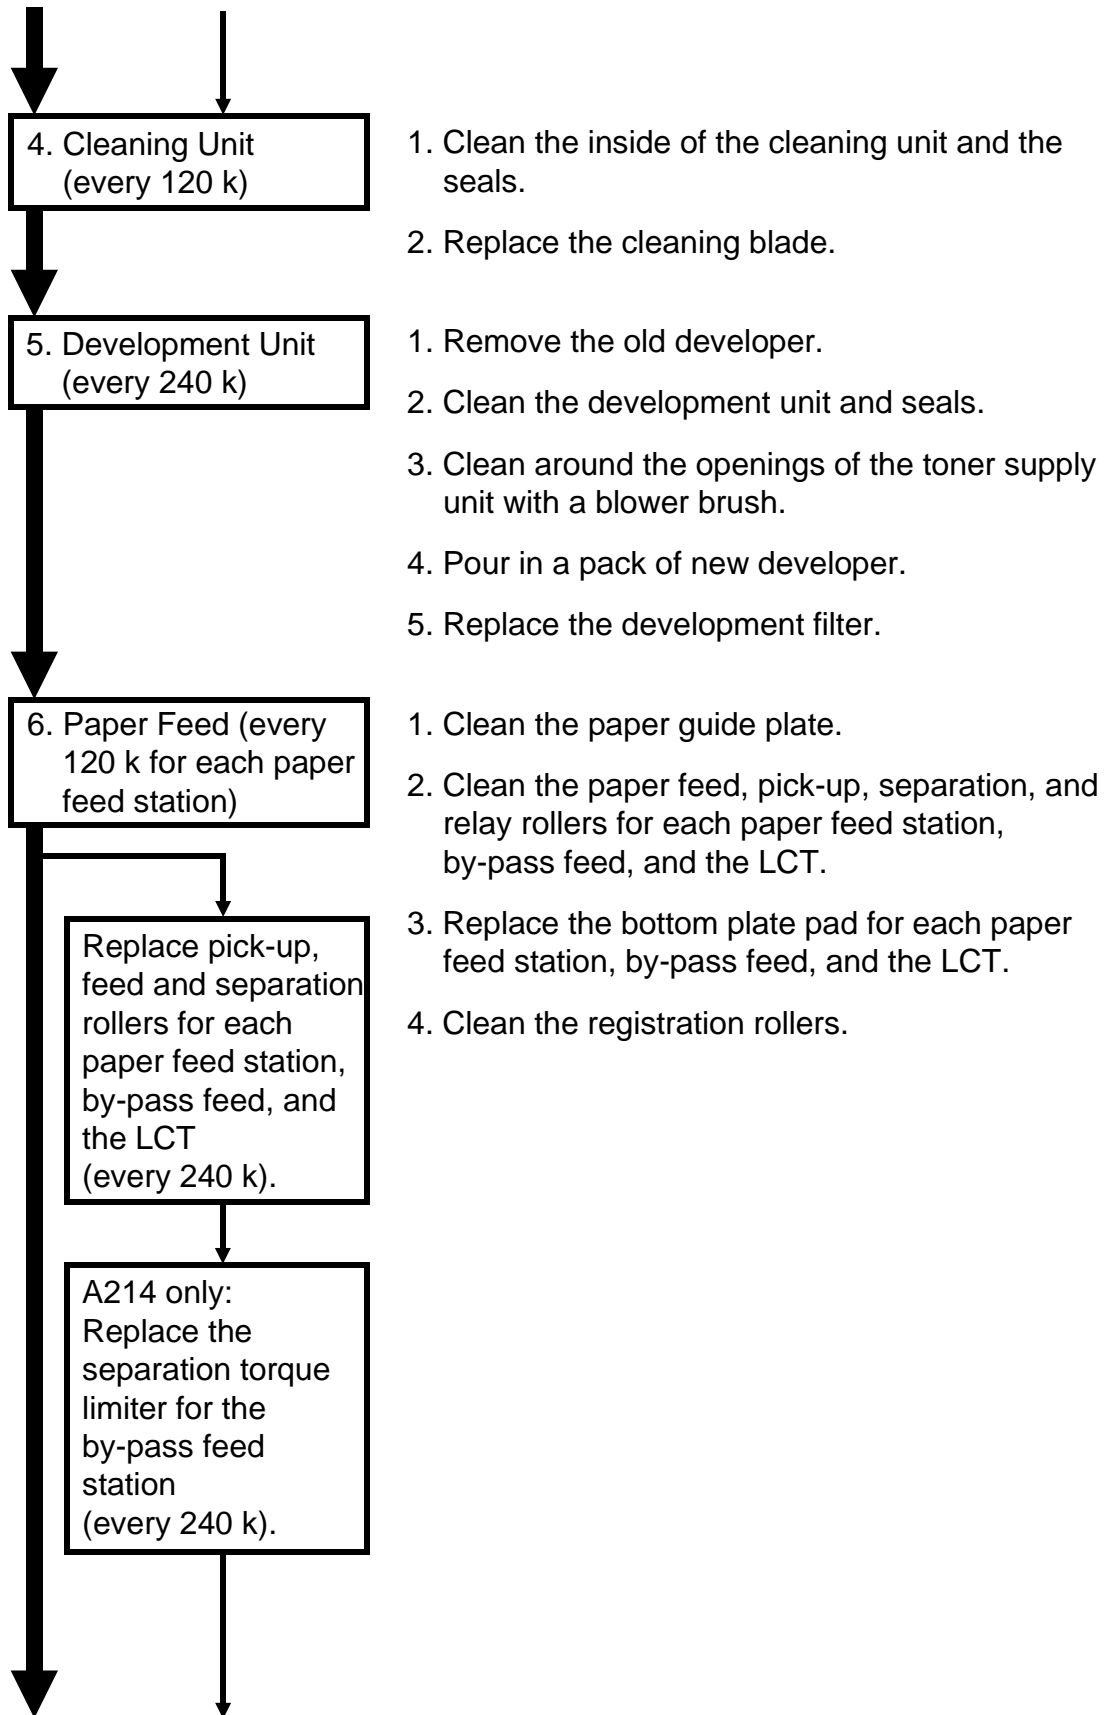 4. Cleaning Unit
(every 120 k)
1. Clean the inside of the cleaning unit and the
seals.
2. Replace the cleaning blade.
5. Development Unit
(every 240 k)
1. Remove the old developer.
2. Clean the development unit and seals.
3. Clean around the openings of the toner supply
unit with a blower brush.
4. Pour in a pack of new developer.
5. Replace the development filter.
6. Paper Feed (every
120 k for each paper
feed station)
1. Clean the paper guide plate.
2. Clean the paper feed, pick-up, separation, and
relay rollers for each paper feed station,
by-pass feed, and the LCT.
3. Replace the bottom plate pad for each paper
feed station, by-pass feed, and the LCT.
4. Clean the registration rollers.
Replace pick-up,
feed and separation
rollers for each
paper feed station,
by-pass feed, and
the LCT
(every 240 k).
A214 only:
Replace the
separation torque
limiter for the
by-pass feed
station
(every 240 k).